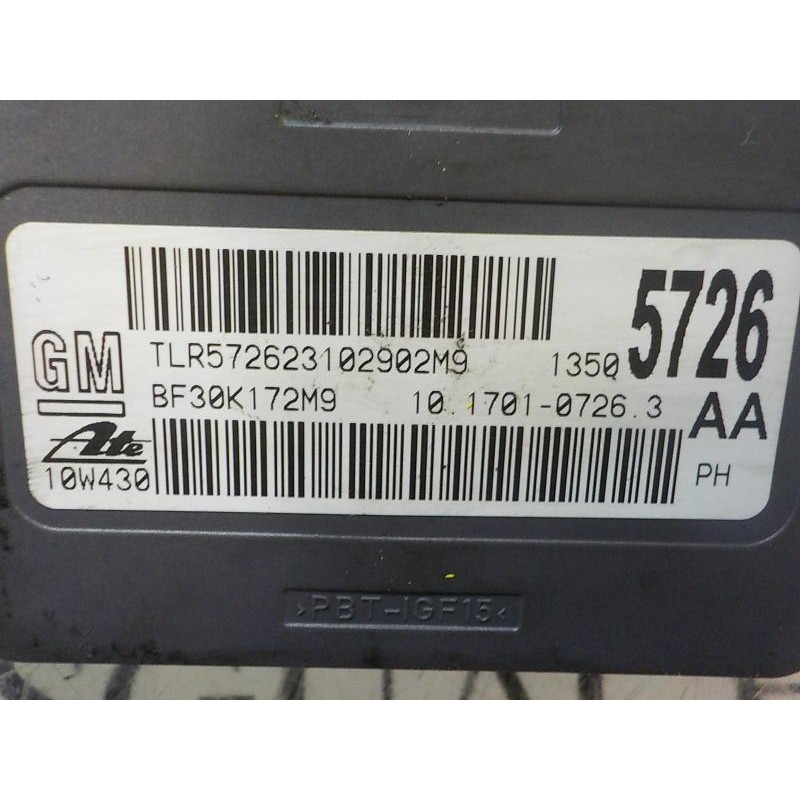 GM
TLR572623102902M9
1350 5726
BF30K172M9
10.1701-0726.3
AA
Ate
10W430
PH
>PBT-IGF15<